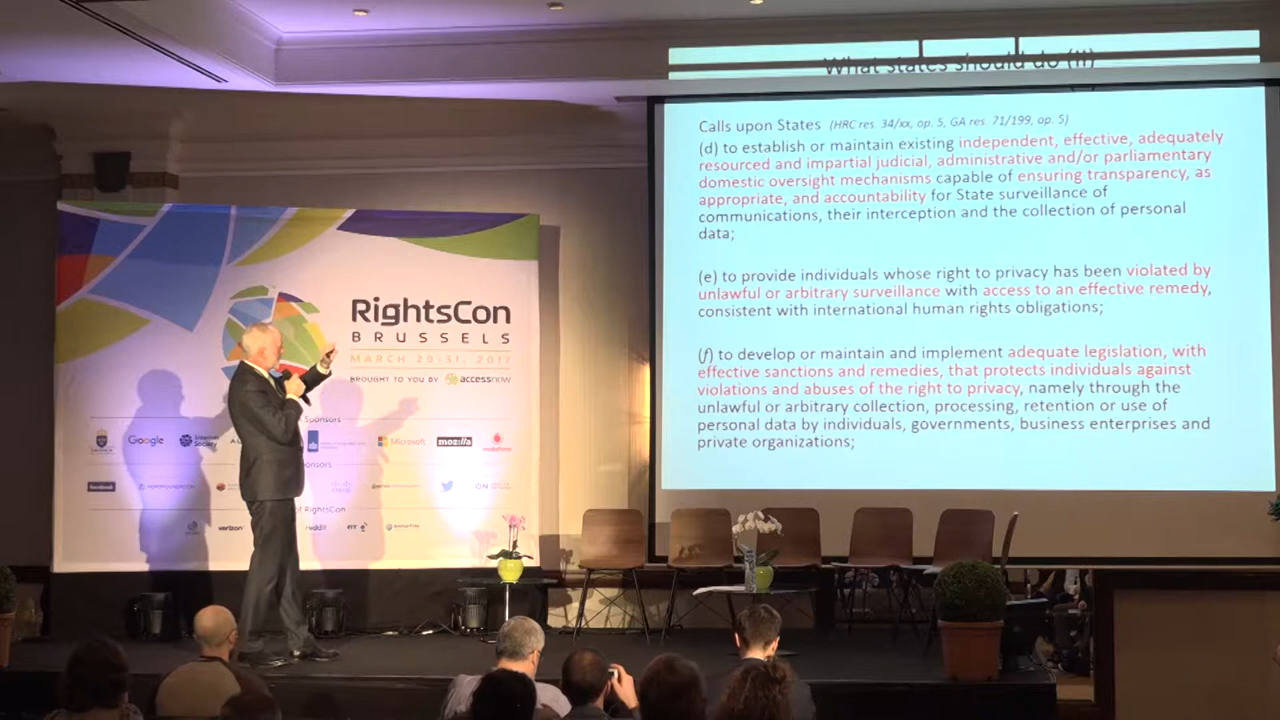 What states should do (II)
Calls upon States (HRC res. 34/xx, op. 5, GA res. 71/199, op. 5)
(d) to establish or maintain existing independent, effective, adequately
resourced and impartial judicial, administrative and/or parliamentary
domestic oversight mechanisms capable of ensuring transparency, as
appropriate, and accountability for State surveillance of
communications, their interception and the collection of personal
data;
(e) to provide individuals whose right to privacy has been violated by
unlawful or arbitrary surveillance with access to an effective remedy,
consistent with international human rights obligations;
(f) to develop or maintain and implement adequate legislation, with
effective sanctions and remedies, that protects individuals against
violations and abuses of the right to privacy, namely through the
unlawful or arbitrary collection, processing, retention or use of
personal data by individuals, governments, business enterprises and
private organizations;
RightsCon
BRUSSELS
MARCH 29-31, 2017
BROUGHT TO YOU BY accessnow
Sponsors
Google
Internet
Society
Microsoft
moz://a
vodafone
facebook
of RightsCon
verizon
reddit